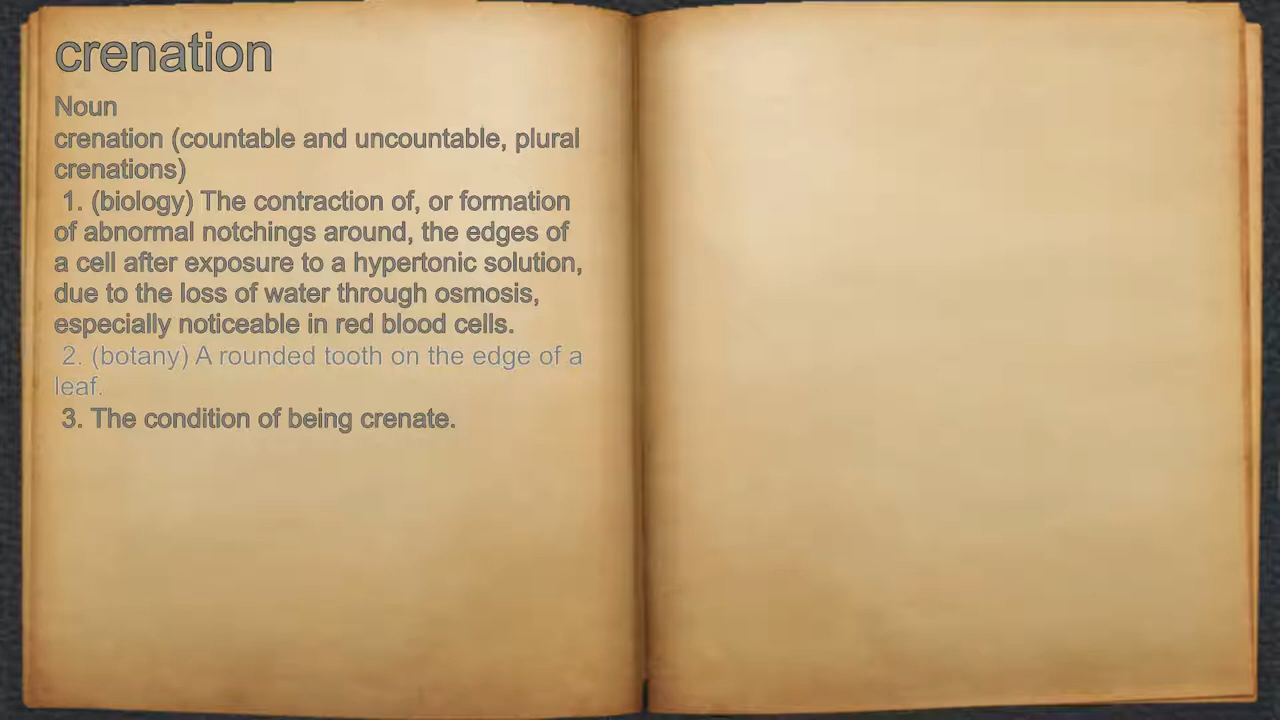 crenation
Noun
crenation (countable and uncountable, plural
crenations)
1. (biology) The contraction of, or formation
of abnormal notchings around, the edges of
a cell after exposure to a hypertonic solution,
due to the loss of water through osmosis,
especially noticeable in red blood cells.
2. (botany) A rounded tooth on the edge of a
leaf.
3. The condition of being crenate.